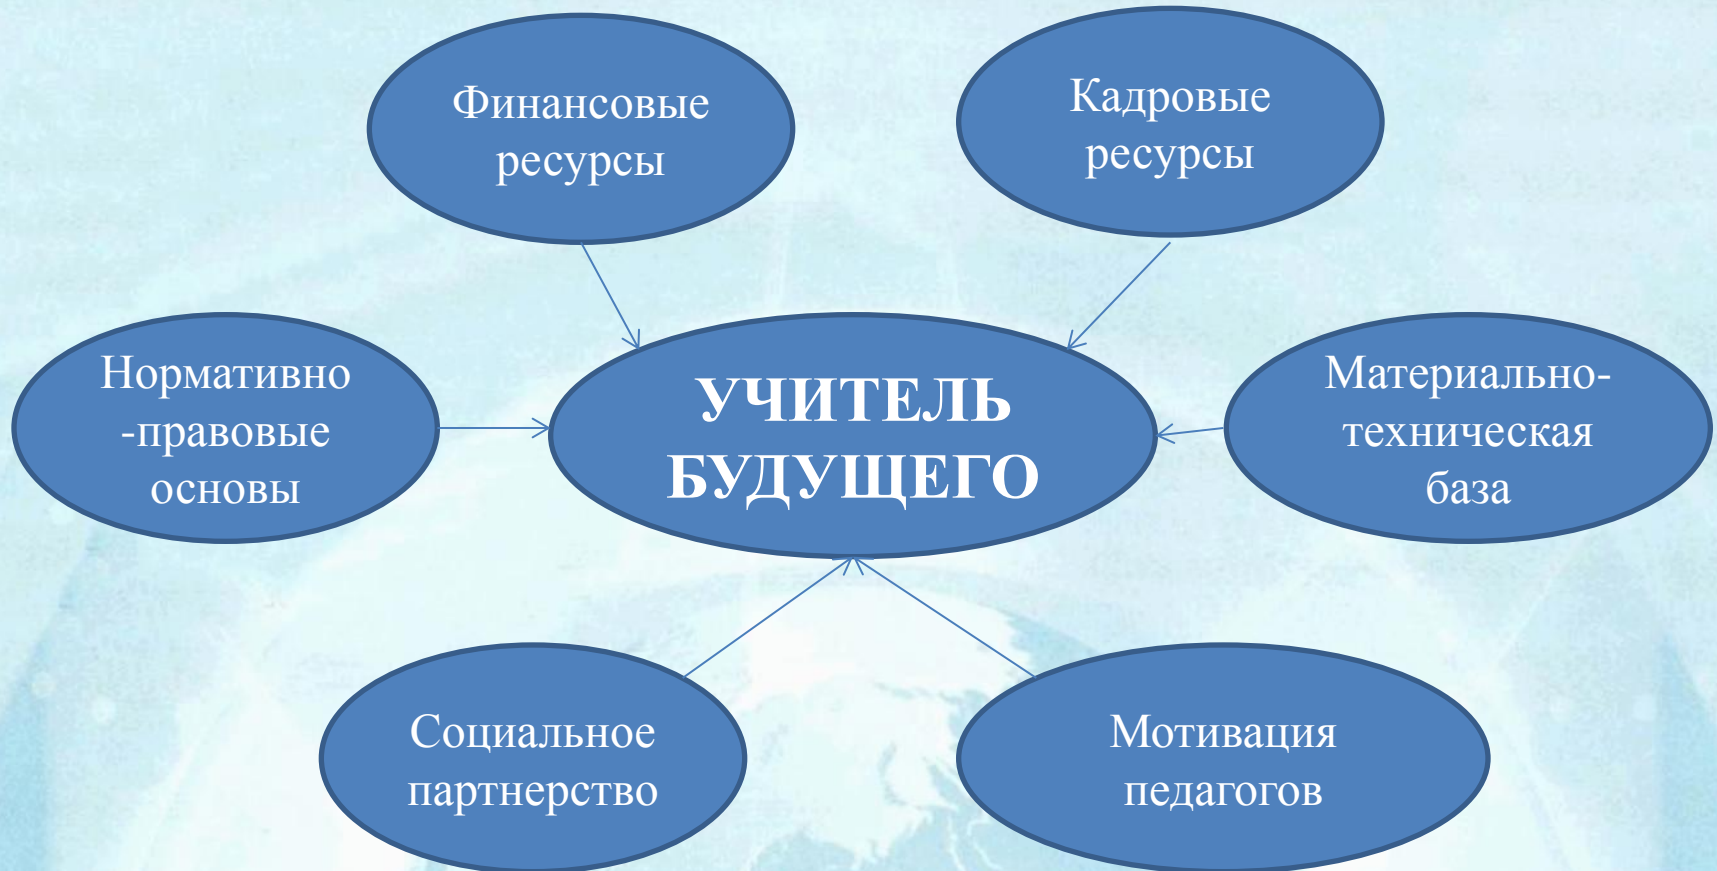 Финансовые
ресурсы
Кадровые
ресурсы
Нормативно
-правовые
основы
УЧИТЕЛЬ
БУДУЩЕГО
Материально-
техническая
база
Социальное
партнерство
Мотивация
педагогов